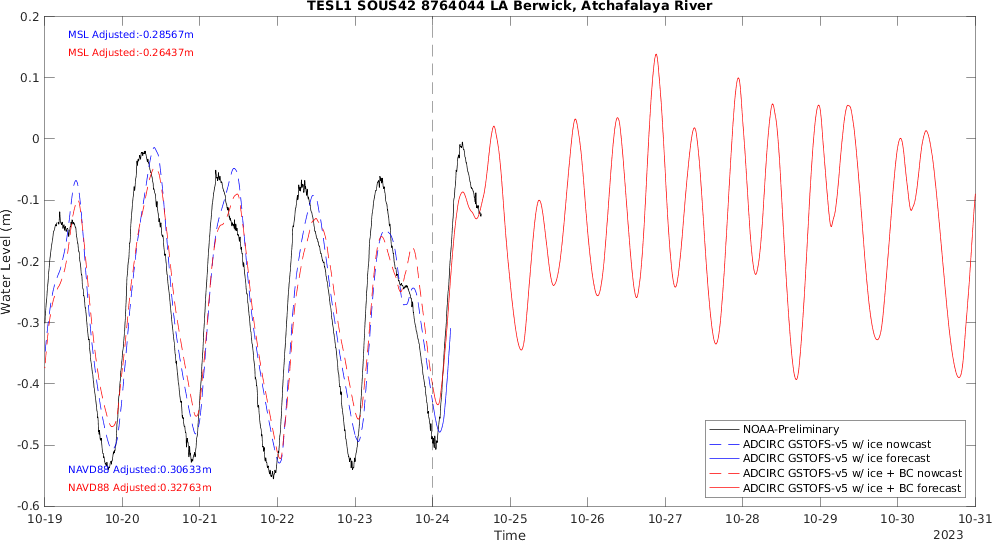 TESL1 SOUS42 8764044 LA Berwick, Atchafalaya River
MSL Adjusted:-0.28567m
MSL Adjusted:-0.26437m
0.2
0.1
0
-0.1
-0.2
-0.3
-0.4
-0.5
-0.6
Water Level (m)
NAVD88 Adjusted:0.30633m
NAVD88 Adjusted:0.32763m
NOAA-Preliminary
ADCIRC GSTOFS-v5 w/ ice nowcast
ADCIRC GSTOFS-v5 w/ ice forecast
ADCIRC GSTOFS-v5 w/ ice + BC nowcast
ADCIRC GSTOFS-v5 w/ ice + BC forecast
10-19 10-20 10-21 10-22 10-23 10-24 10-25 10-26 10-27 10-28 10-29 10-30 10-31
Time
2023